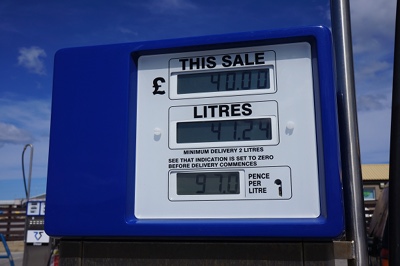 THIS SALE
£ 40.00
LITRES
41.24
MINIMUM DELIVERY 2 LITRES
SEE THAT INDICATION IS SET TO ZERO
BEFORE DELIVERY COMMENCES
97.0
PENCE
PER
LITRE